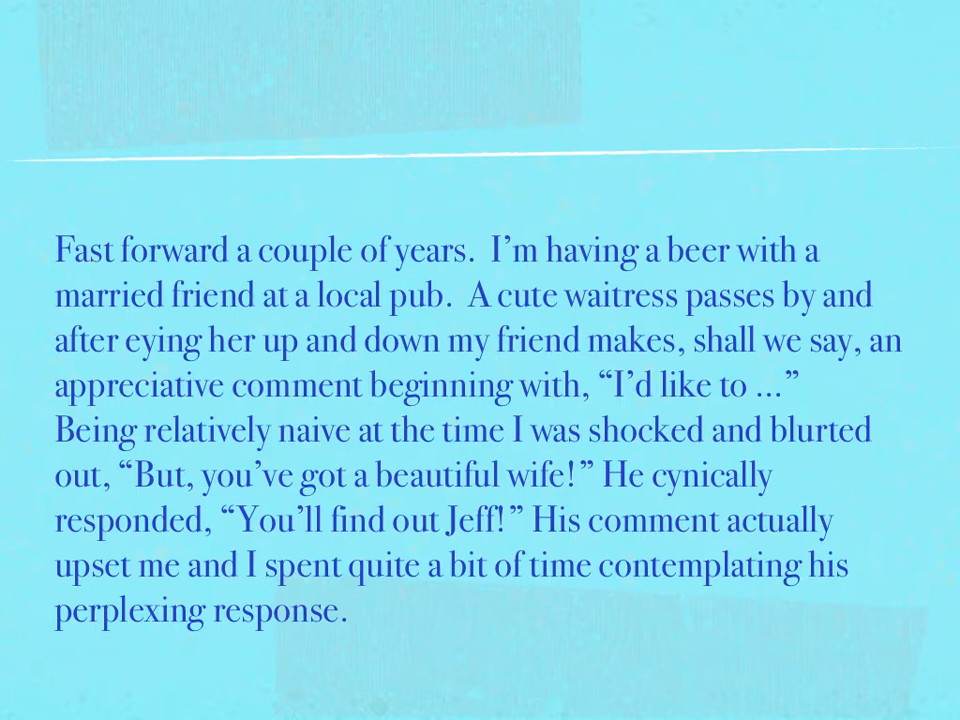 Fast forward a couple of years.  I’m having a beer with a
married friend at a local pub.  A cute waitress passes by and
after eying her up and down my friend makes, shall we say, an
appreciative comment beginning with, “I’d like to ...”
Being relatively naive at the time I was shocked and blurted
out, “But, you’ve got a beautiful wife!” He cynically
responded, “You’ll find out Jeff!” His comment actually
upset me and I spent quite a bit of time contemplating his
perplexing response.